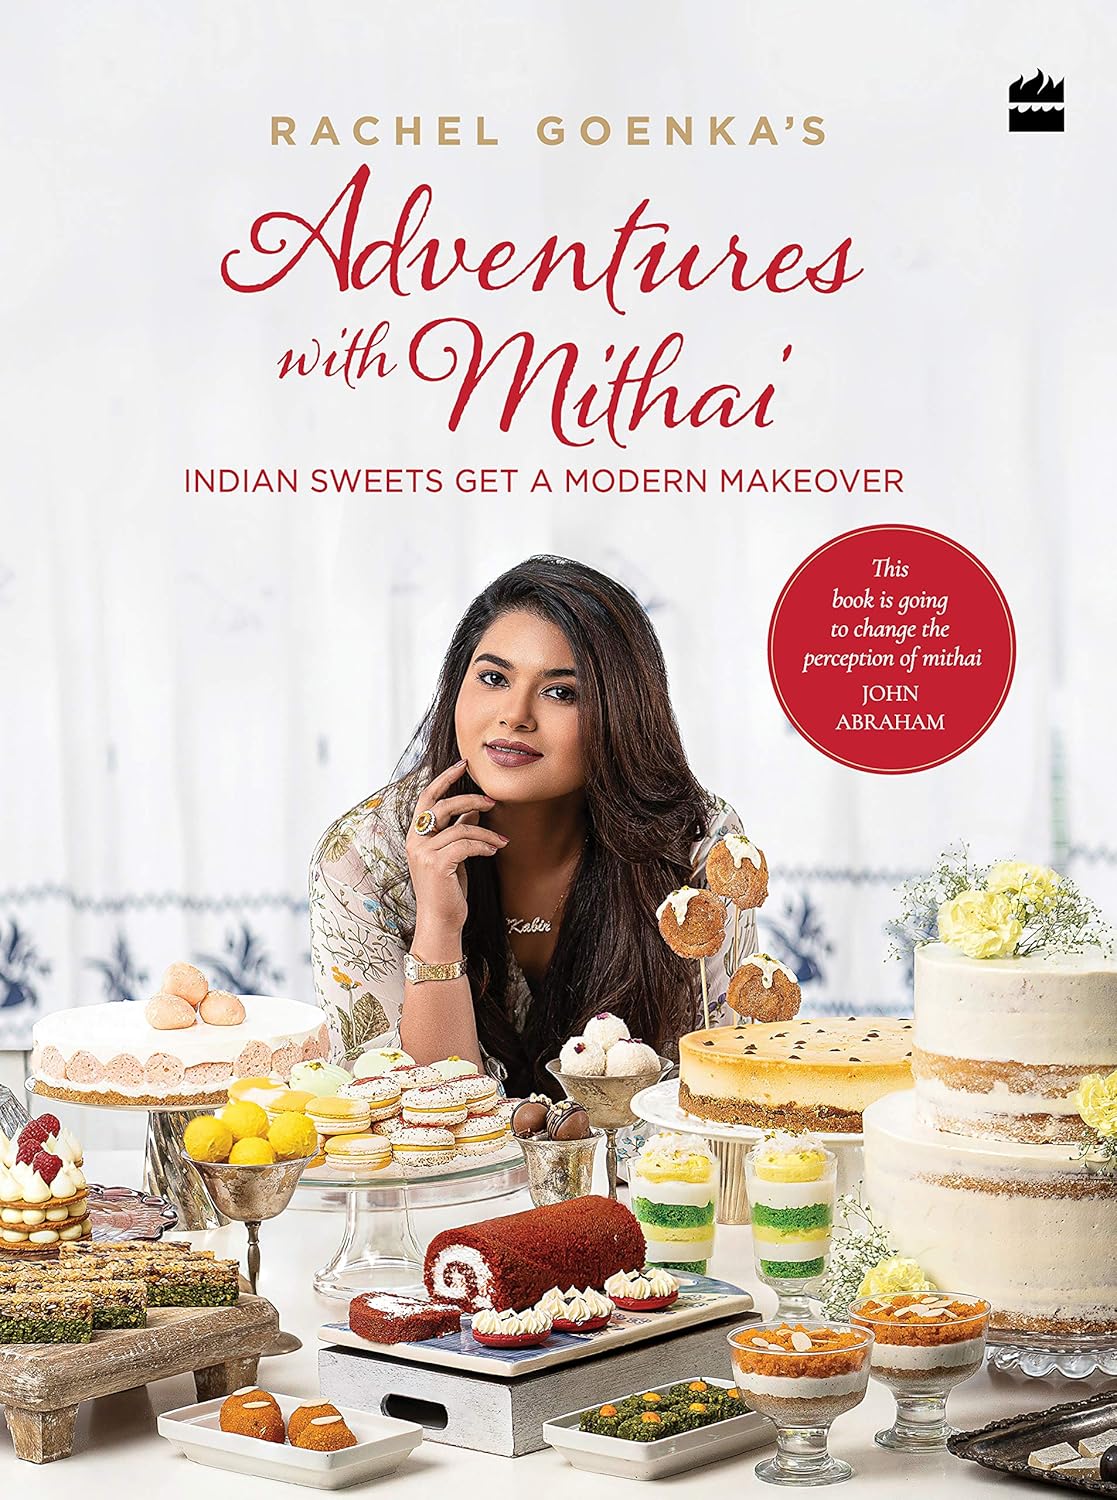 RACHEL GOENKA'S
Adventures
with Mithai
INDIAN SWEETS GET A MODERN MAKEOVER
This
book is going
to change the
perception of mithai
JOHN
ABRAHAM
Kabir